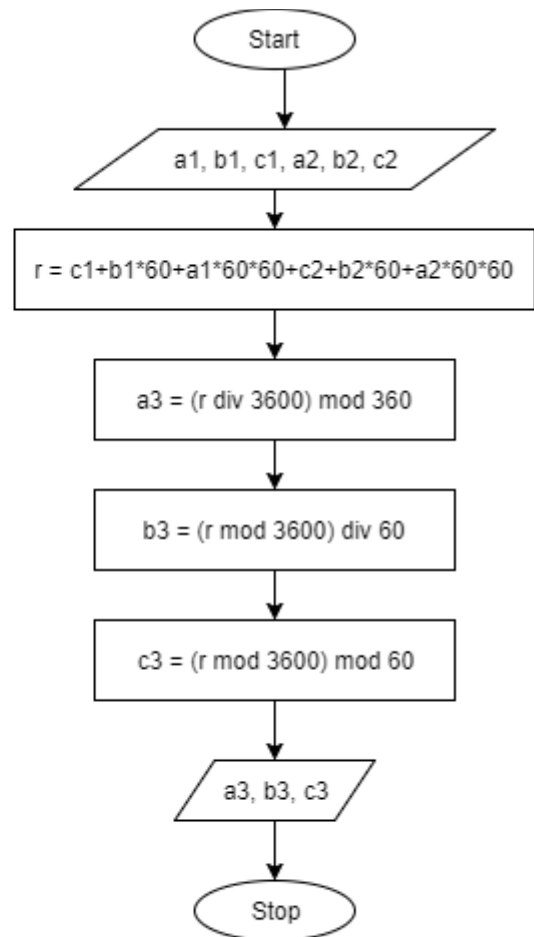 Start
a1, b1, c1, a2, b2, c2
r = c1+b1*60+a1*60*60+c2+b2*60+a2*60*60
a3 = (r div 3600) mod 360
b3 = (r mod 3600) div 60
c3 = (r mod 3600) mod 60
a3, b3, c3
Stop